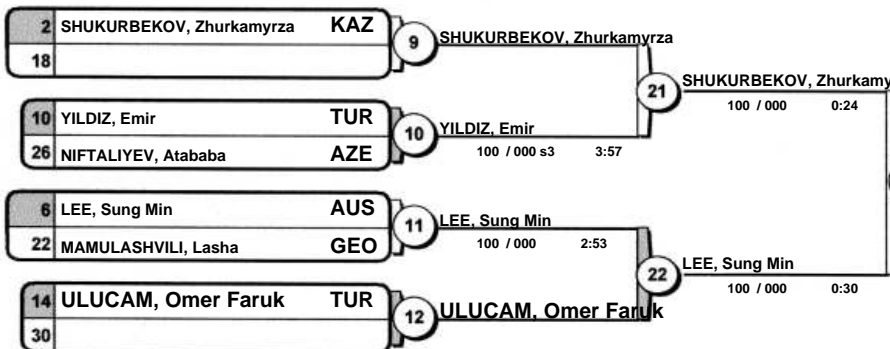 2 SHUKURBEKOV, Zhurkamyrza KAZ
18
9 SHUKURBEKOV, Zhurkamyrza
10 YILDIZ, Emir TUR
26 NIFTALIYEV, Atababa AZE
10 YILDIZ, Emir
100 / 000 s3 3:57
21 SHUKURBEKOV, Zhurkamy
100 / 000 0:24
6 LEE, Sung Min AUS
22 MAMULASHVILI, Lasha GEO
11 LEE, Sung Min
100 / 000 2:53
14 ULUCAM, Omer Faruk TUR
30
12 ULUCAM, Omer Faruk
22 LEE, Sung Min
100 / 000 0:30